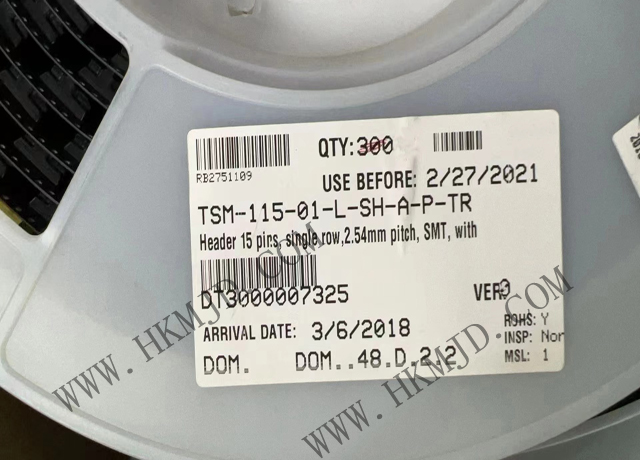 QTY:300
RB2751109
USE BEFORE: 2/27/2021
TSM-115-01-L-SH-A-P-TR
Header 15 pins, single row,2.54mm pitch, SMT, with
DT3000007325
VER3
ARRIVAL DATE: 3/6/2018
ROHS: Y
INSP: Nor
DOM. DOM..48.D.2.2
MSL: 1
WWW.HKMJD.COM
WWW.HKMJD.COM